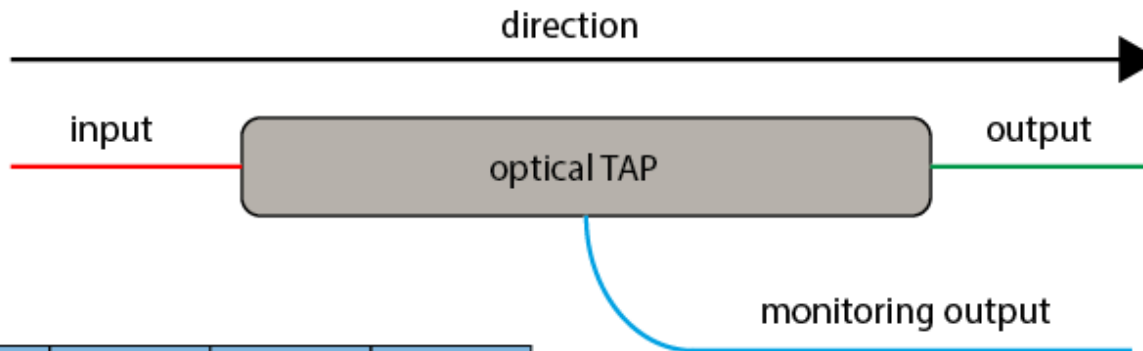 direction
input
output
optical TAP
monitoring output